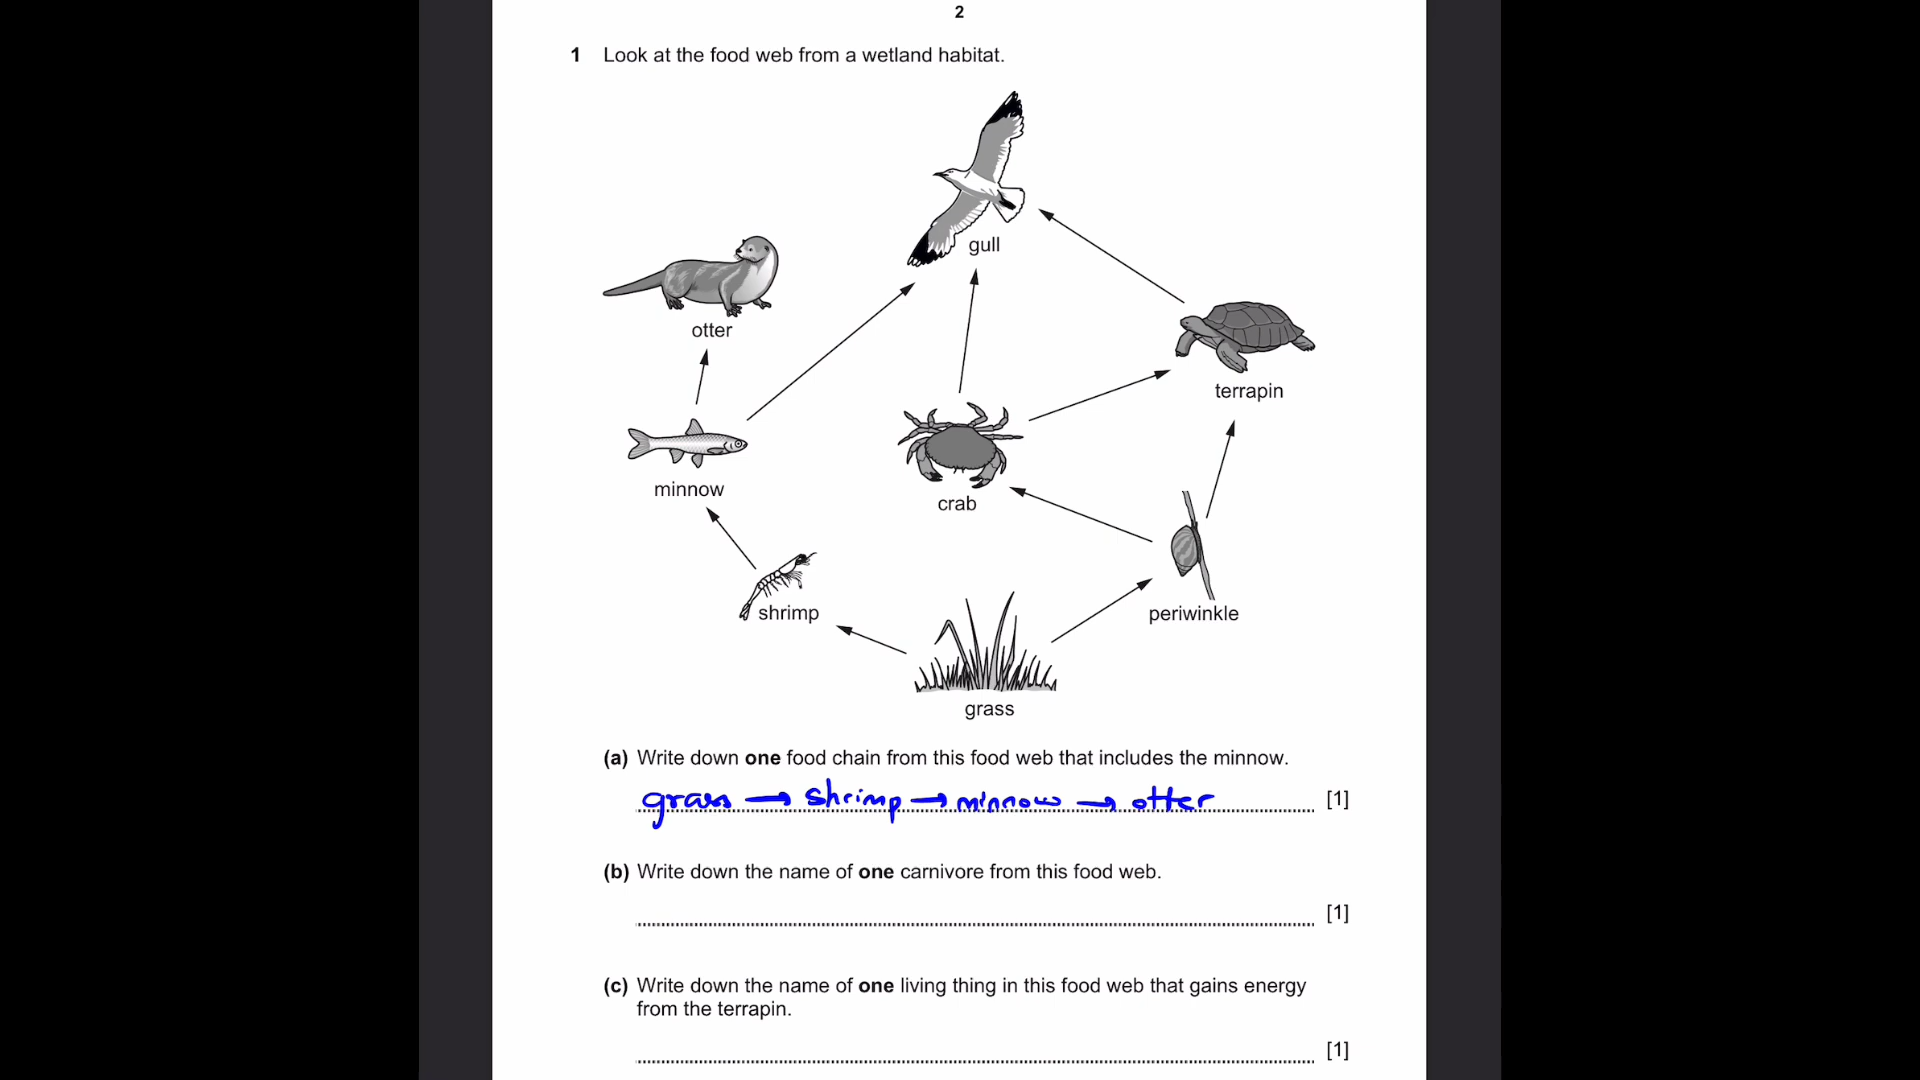 2
1 Look at the food web from a wetland habitat.
gull
otter
terrapin
minnow
crab
shrimp
periwinkle
grass
(a) Write down one food chain from this food web that includes the minnow.
grass → shrimp → minnow → otter [1]
(b) Write down the name of one carnivore from this food web.
[1]
(c) Write down the name of one living thing in this food web that gains energy
from the terrapin.
[1]